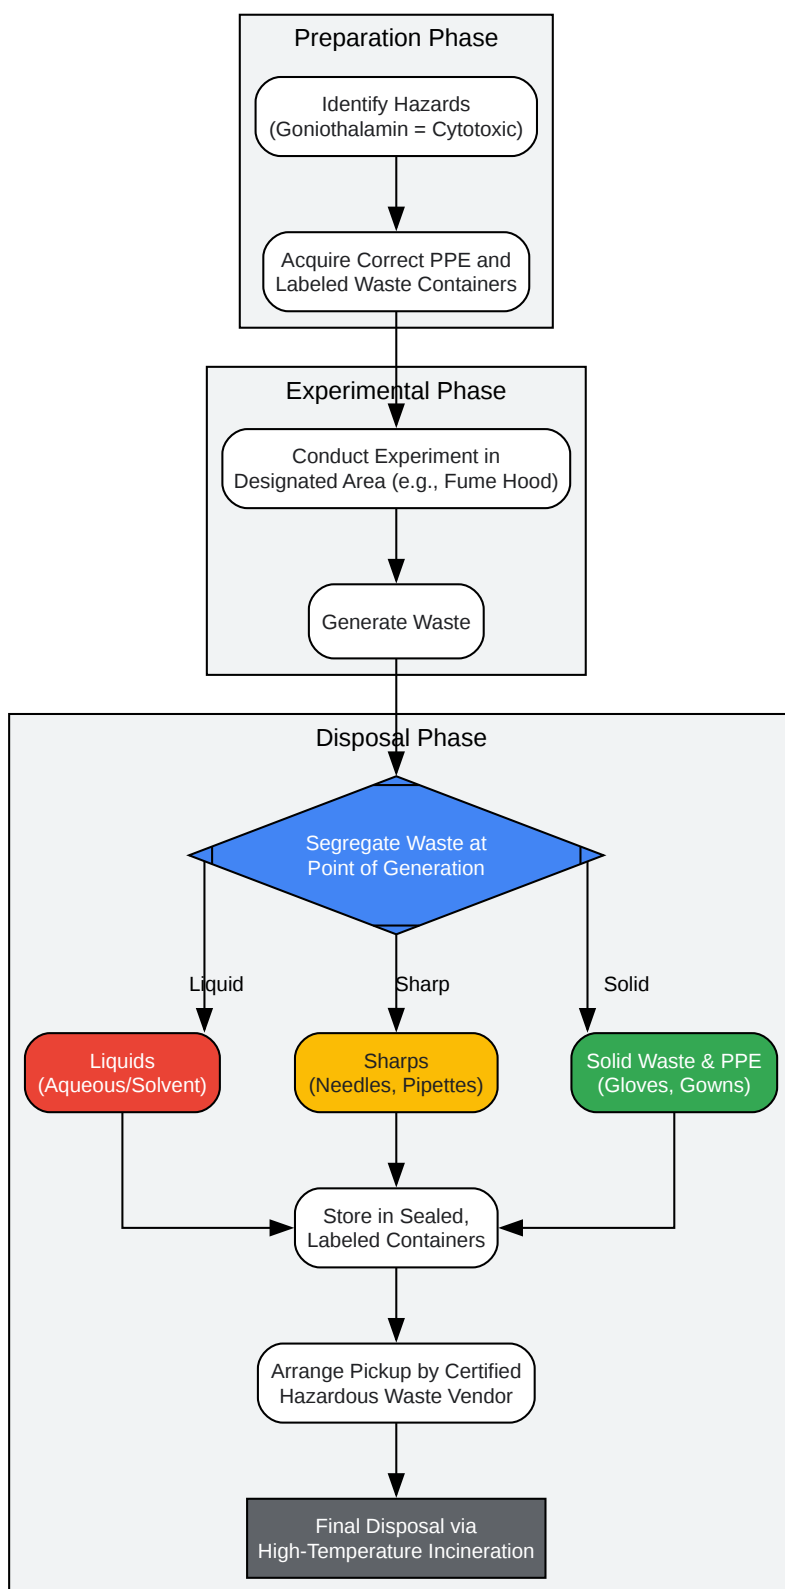 Preparation Phase
Identify Hazards
(Goniothalamin = Cytotoxic)
Acquire Correct PPE and
Labeled Waste Containers
Experimental Phase
Conduct Experiment in
Designated Area (e.g., Fume Hood)
Generate Waste
Disposal Phase
Segregate Waste at
Point of Generation
Liquid
Sharp
Solid
Liquids
(Aqueous/Solvent)
Sharps
(Needles, Pipettes)
Solid Waste & PPE
(Gloves, Gowns)
Store in Sealed,
Labeled Containers
Arrange Pickup by Certified
Hazardous Waste Vendor
Final Disposal via
High-Temperature Incineration